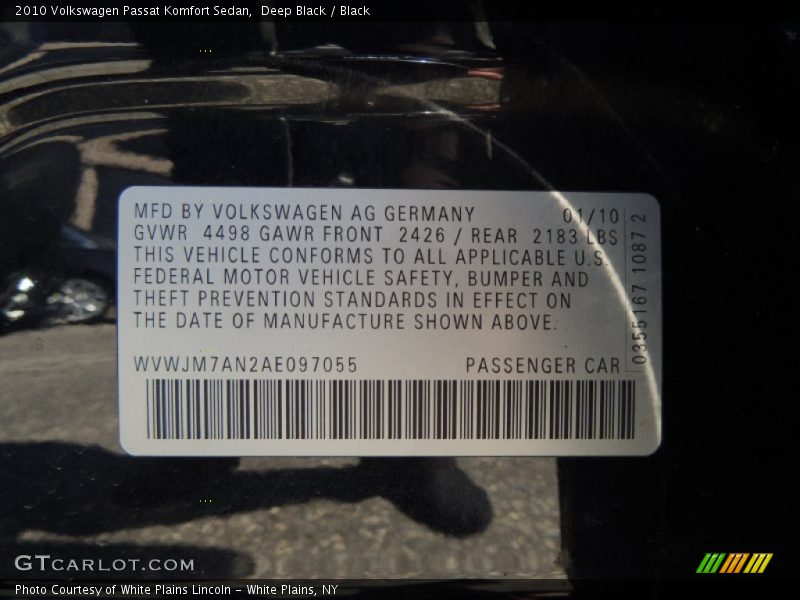 2010 Volkswagen Passat Komfort Sedan,  Deep Black / Black
MFD BY VOLKSWAGEN AG GERMANY 01/10
GVWR 4498 GAWR FRONT 2426 / REAR 2183 LBS
THIS VEHICLE CONFORMS TO ALL APPLICABLE U.S.
FEDERAL MOTOR VEHICLE SAFETY, BUMPER AND
THEFT PREVENTION STANDARDS IN EFFECT ON
THE DATE OF MANUFACTURE SHOWN ABOVE.
WVWJM7AN2AE097055 PASSENGER CAR
0355167 10872
GTCARLOT.COM
Photo Courtesy of White Plains Lincoln - White Plains, NY